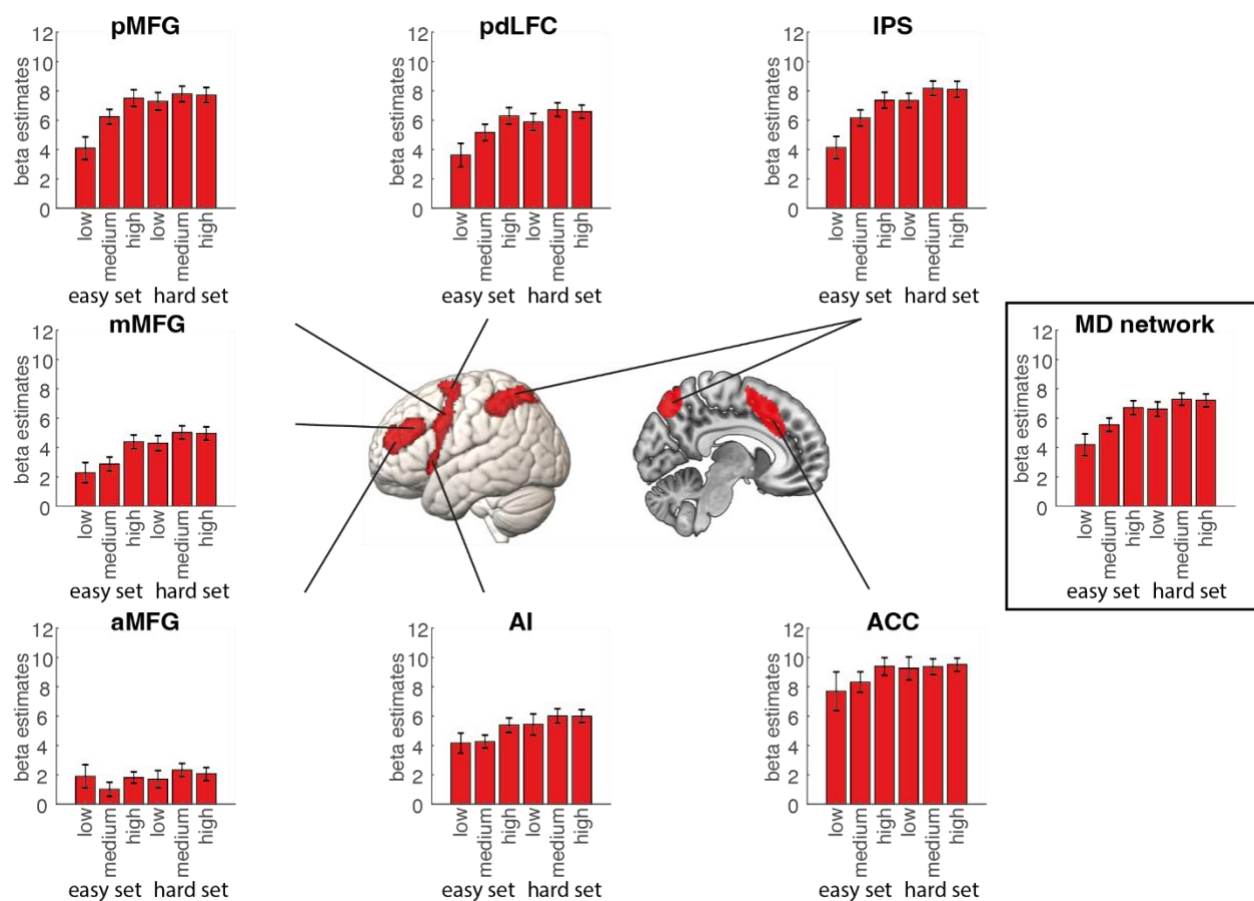 pMFG
12
10
8
6
4
2
0
beta estimates
low
medium
high
low
medium
high
easy set hard set
pdLFC
12
10
8
6
4
2
0
beta estimates
low
medium
high
low
medium
high
easy set hard set
IPS
12
10
8
6
4
2
0
beta estimates
low
medium
high
low
medium
high
easy set hard set
mMFG
12
10
8
6
4
2
0
beta estimates
low
medium
high
low
medium
high
easy set hard set
MD network
12
10
8
6
4
2
0
beta estimates
low
medium
high
low
medium
high
easy set hard set
aMFG
12
10
8
6
4
2
0
beta estimates
low
medium
high
low
medium
high
easy set hard set
AI
12
10
8
6
4
2
0
beta estimates
low
medium
high
low
medium
high
easy set hard set
ACC
12
10
8
6
4
2
0
beta estimates
low
medium
high
low
medium
high
easy set hard set